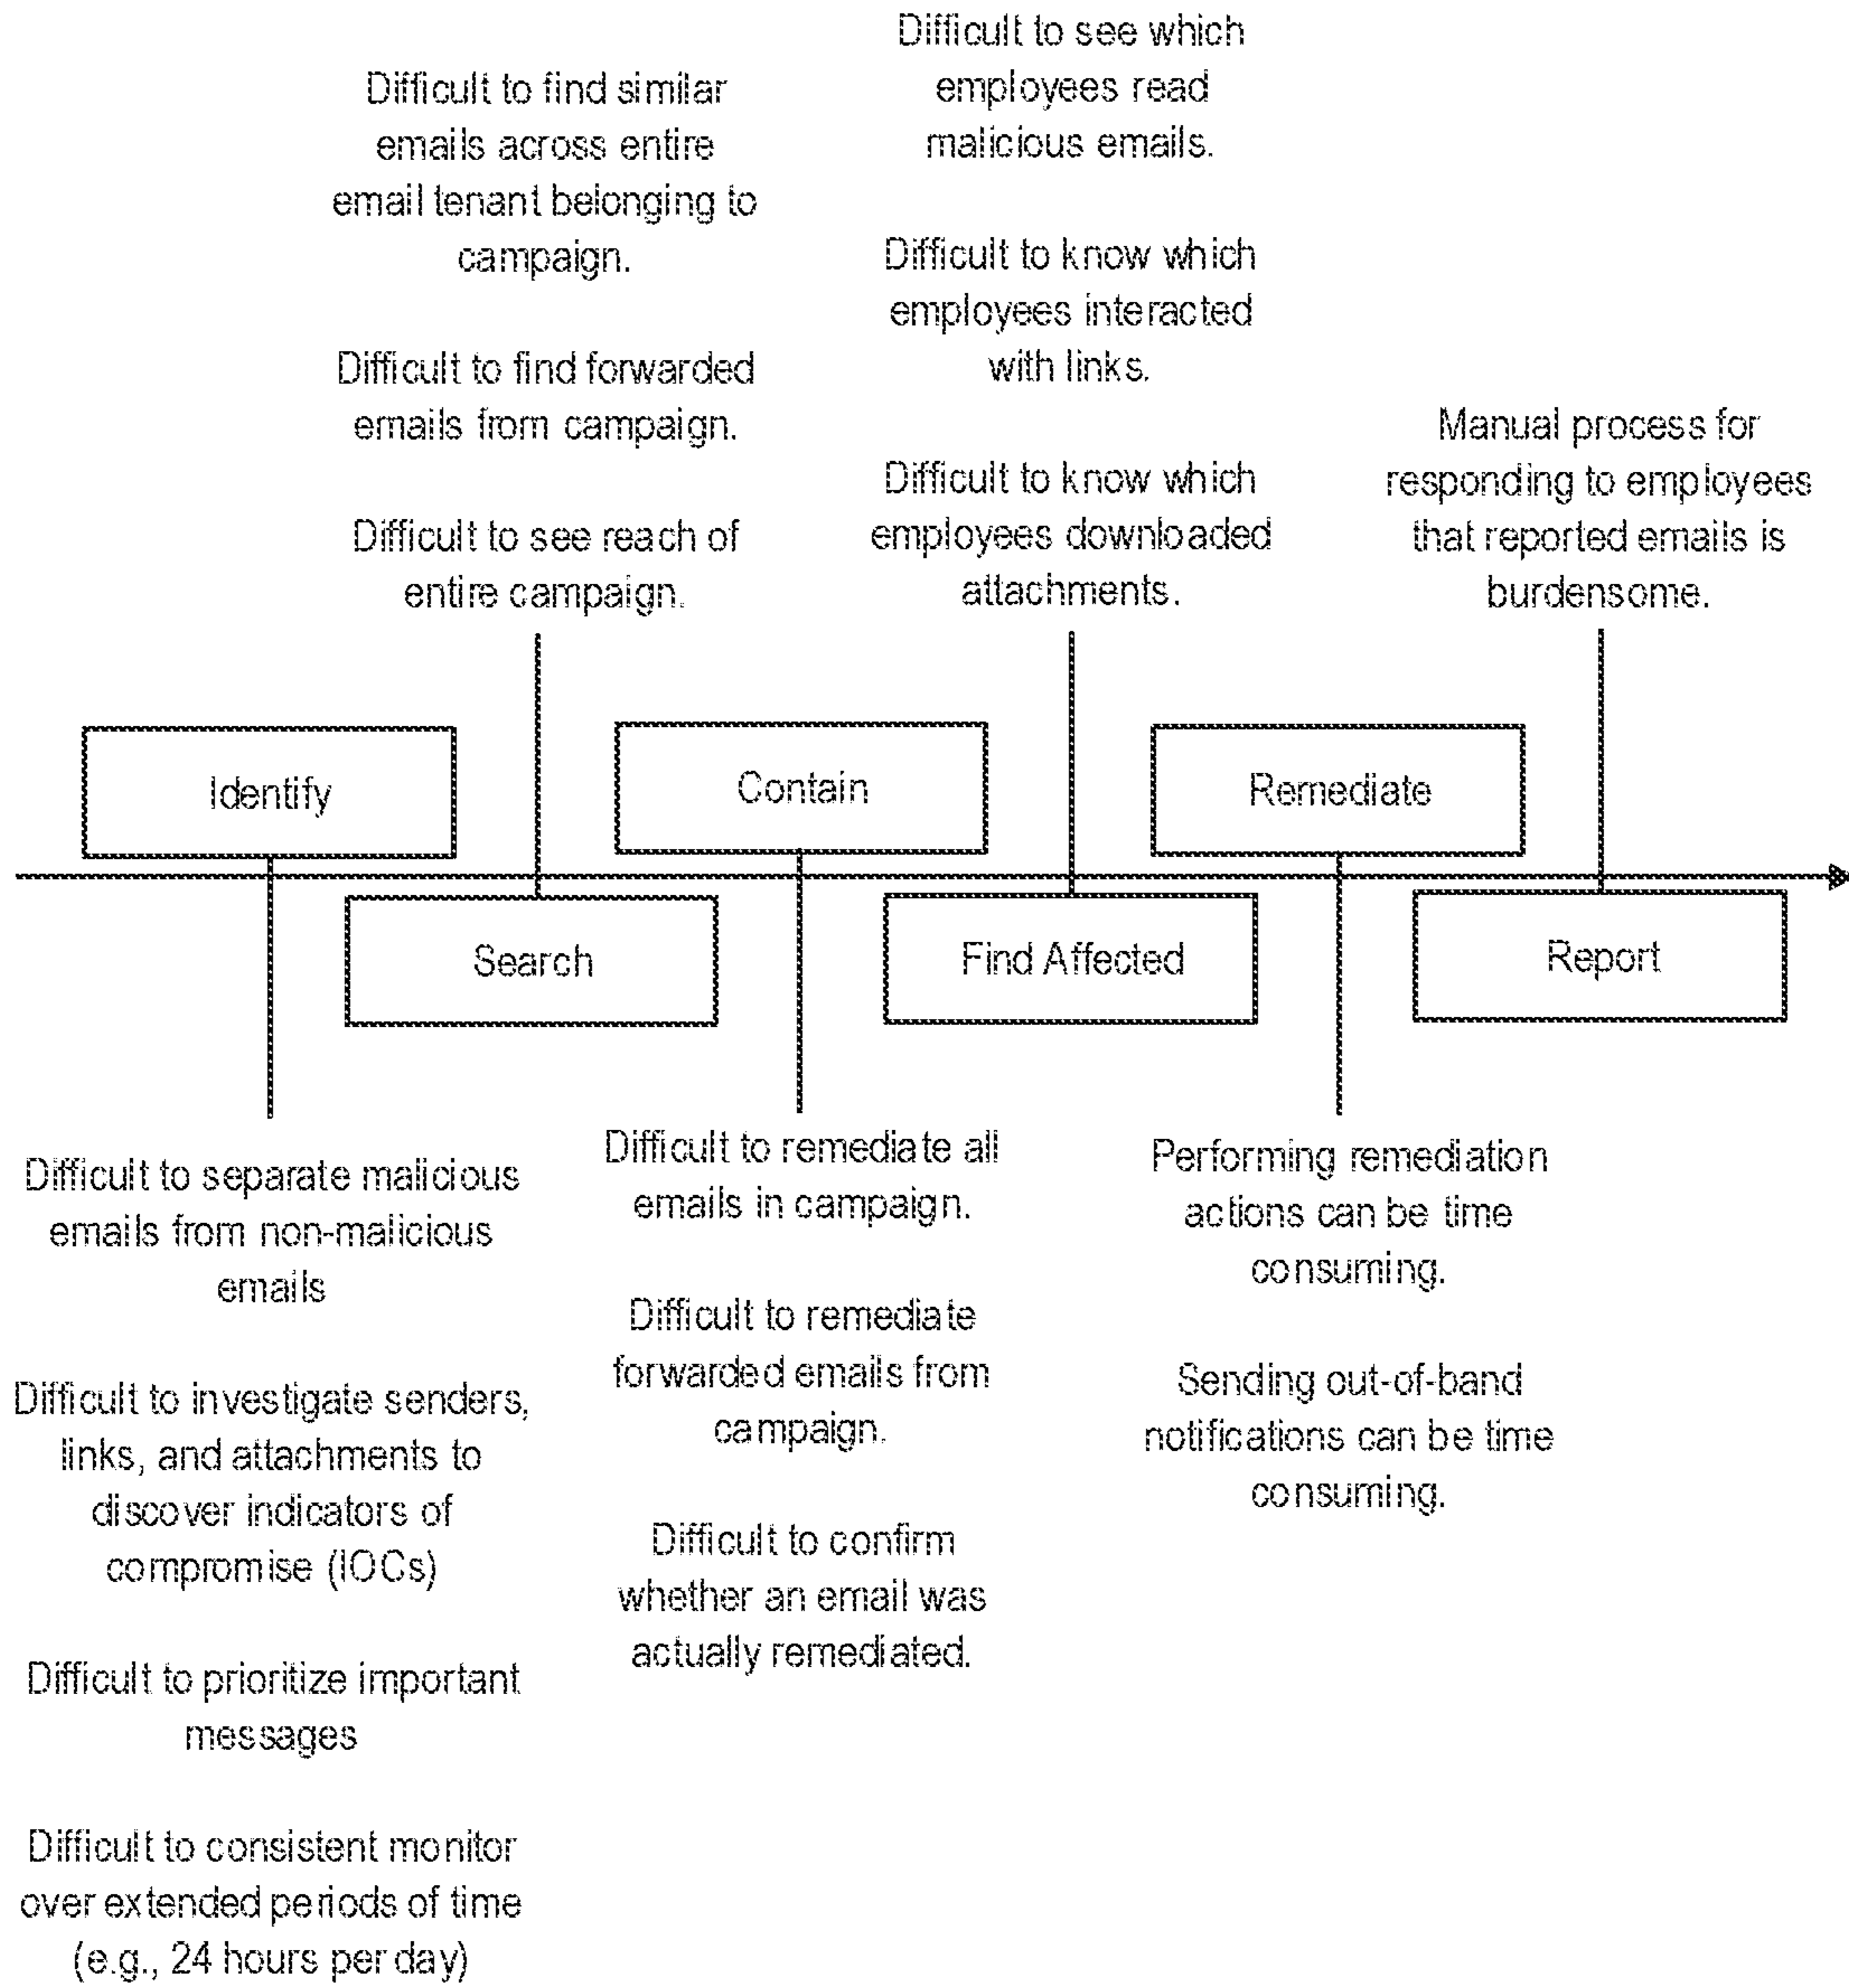 Difficult to find similar
emails across entire
email tenant belonging to
campaign.
Difficult to find forwarded
emails from campaign.
Difficult to see reach of
entire campaign.
Difficult to see which
employees read
malicious emails.
Difficult to know which
employees interacted
with links.
Difficult to know which
employees downloaded
attachments.
Manual process for
responding to employees
that reported emails is
burdensome.
Identify
Contain
Remediate
Search
Find Affected
Report
Difficult to separate malicious
emails from non-malicious
emails
Difficult to investigate senders,
links, and attachments to
discover indicators of
compromise (IOCs)
Difficult to prioritize important
messages
Difficult to consistent monitor
over extended periods of time
(e.g., 24 hours per day)
Difficult to remediate all
emails in campaign.
Difficult to remediate
forwarded emails from
campaign.
Difficult to confirm
whether an email was
actually remediated.
Performing remediation
actions can be time
consuming.
Sending out-of-band
notifications can be time
consuming.